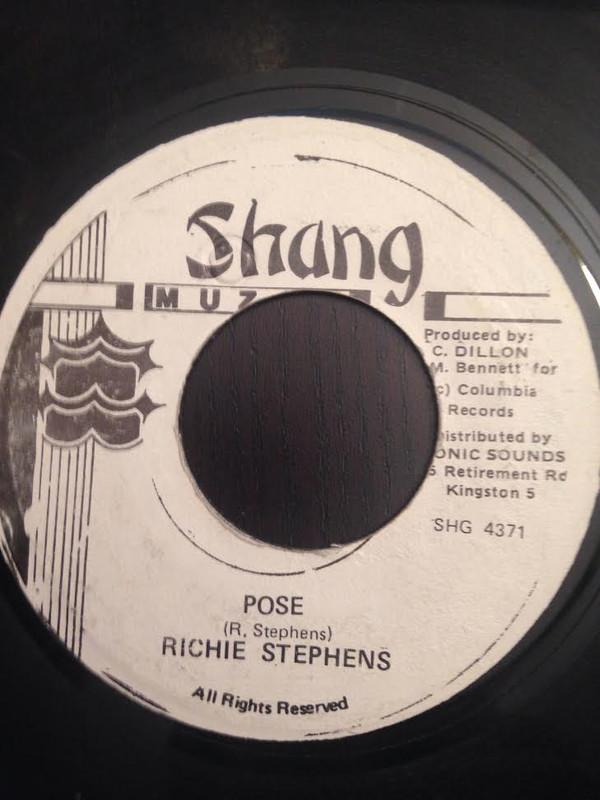 Shang
MUZ
Produced by:
C. DILLON
M. Bennett for
c) Columbia
Records
istributed by
ONIC SOUNDS
5 Retirement Rd
Kingston 5
SHG 4371
POSE
(R. Stephens)
RICHIE STEPHENS
All Rights Reserved